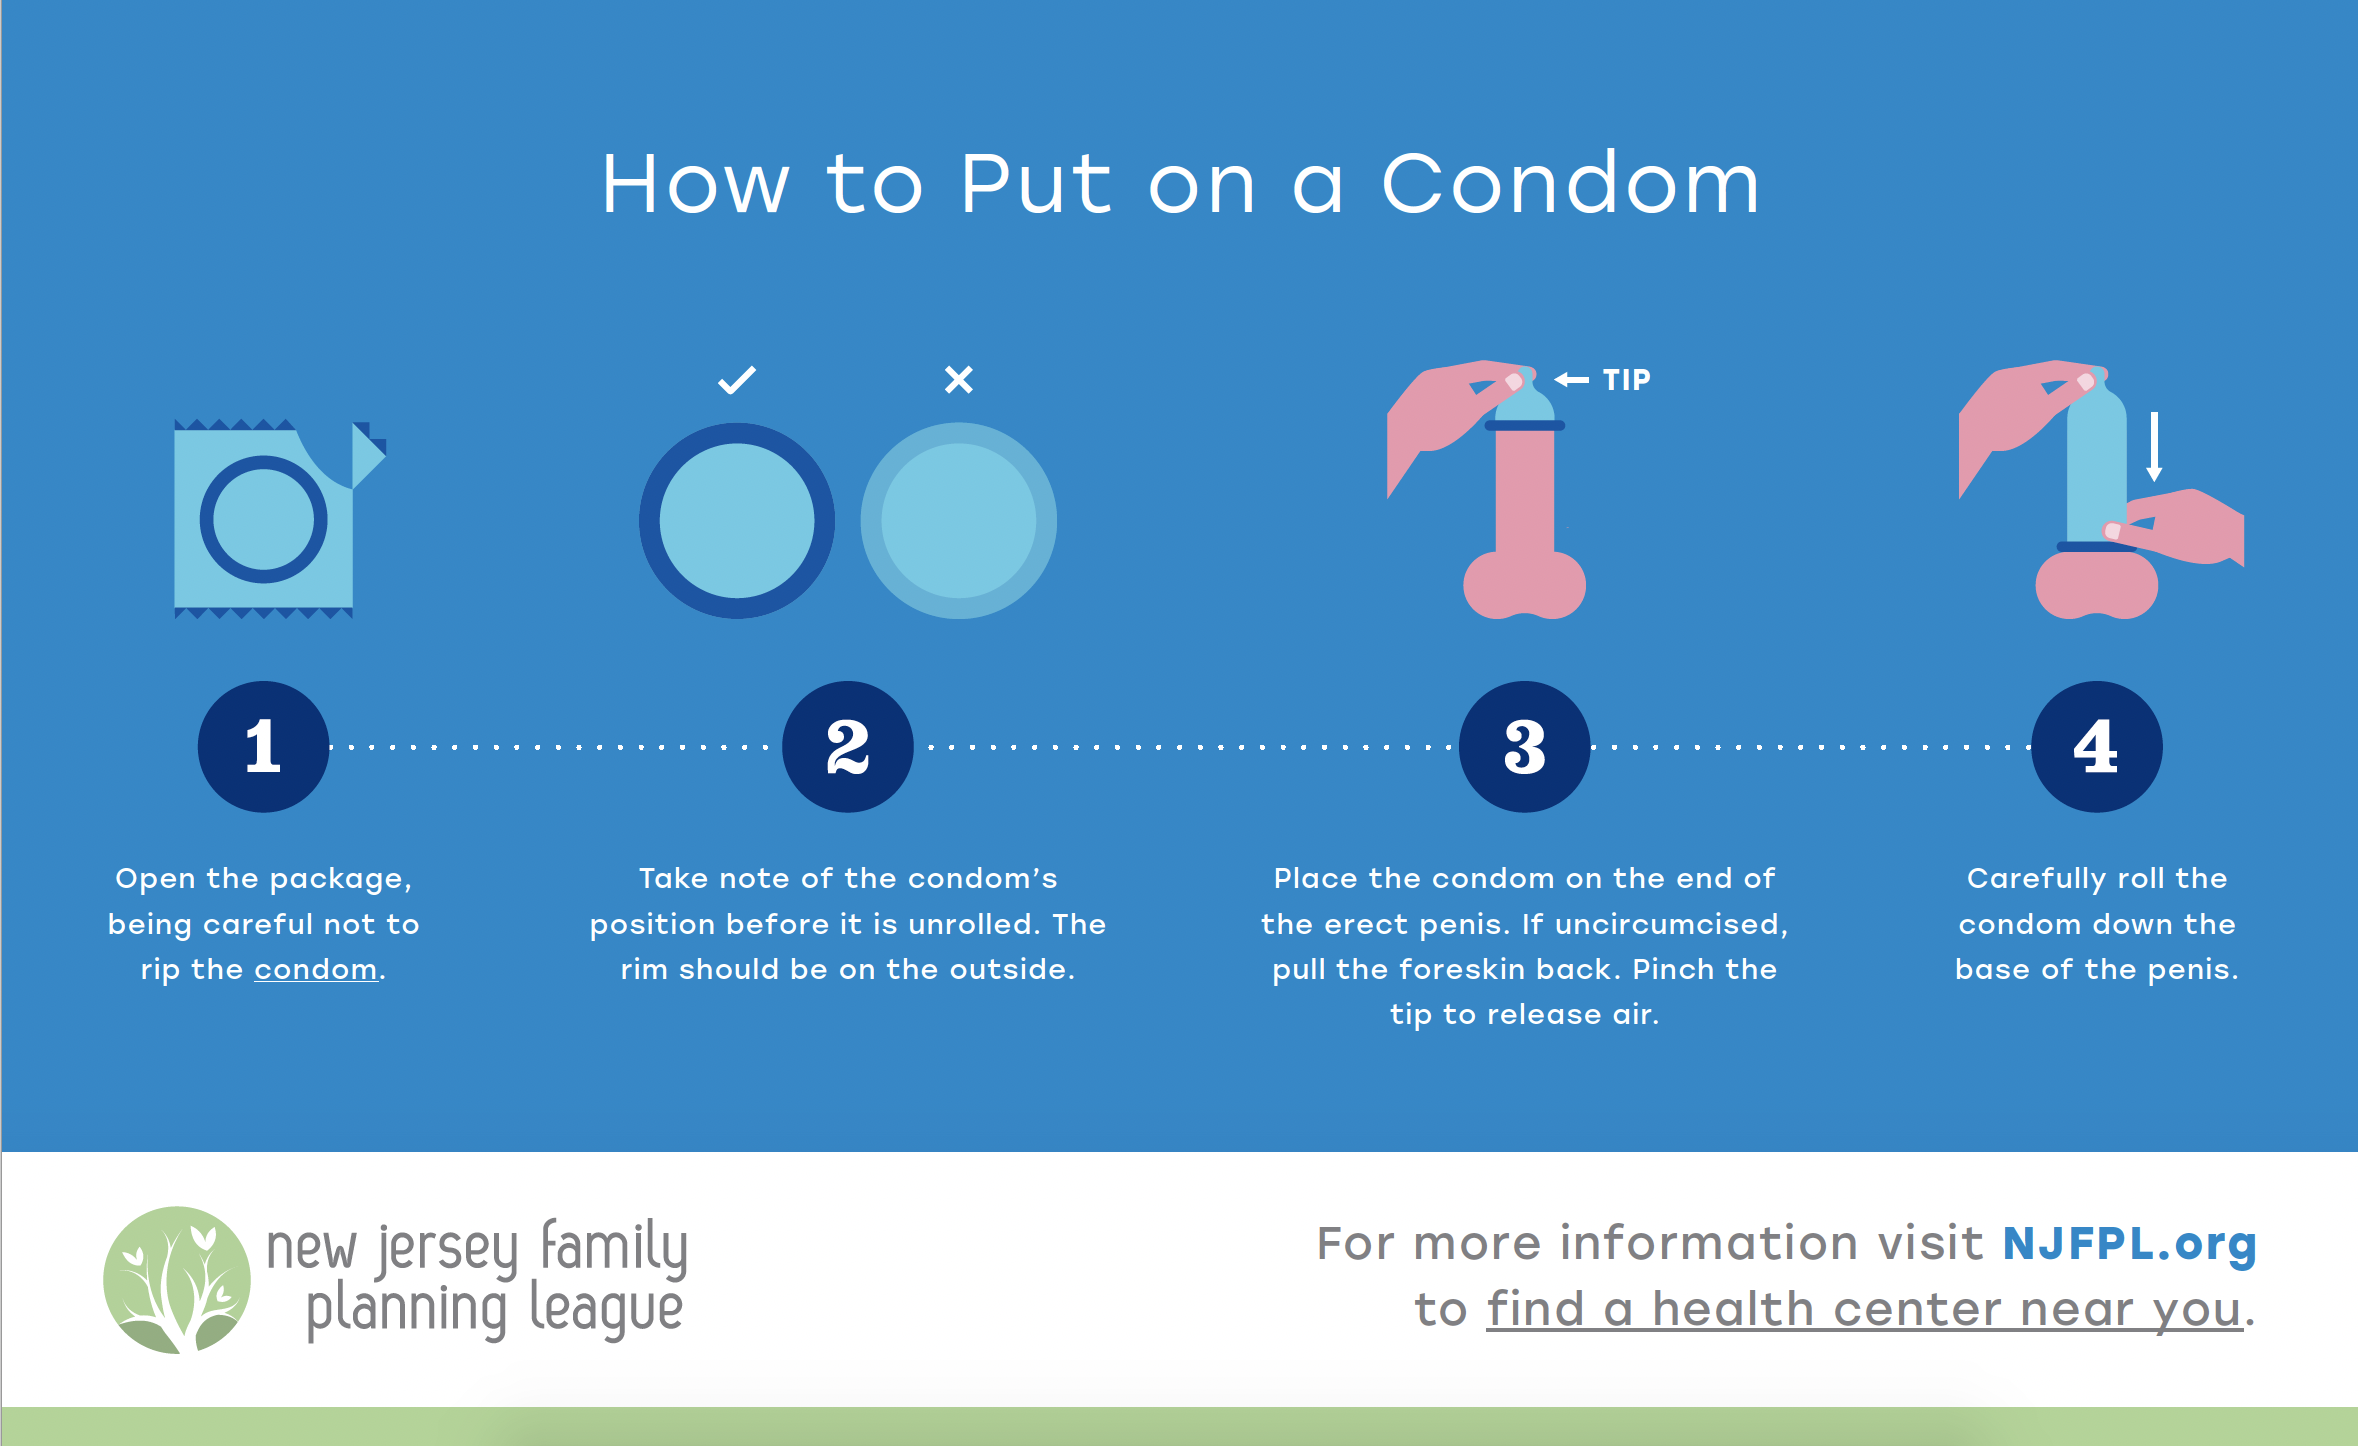 How to Put on a Condom
TIP
1
2
3
4
Open the package,
being careful not to
rip the condom.
Take note of the condom’s
position before it is unrolled. The
rim should be on the outside.
Place the condom on the end of
the erect penis. If uncircumcised,
pull the foreskin back. Pinch the
tip to release air.
Carefully roll the
condom down the
base of the penis.
new jersey family
planning league
For more information visit NJFPL.org
to find a health center near you.